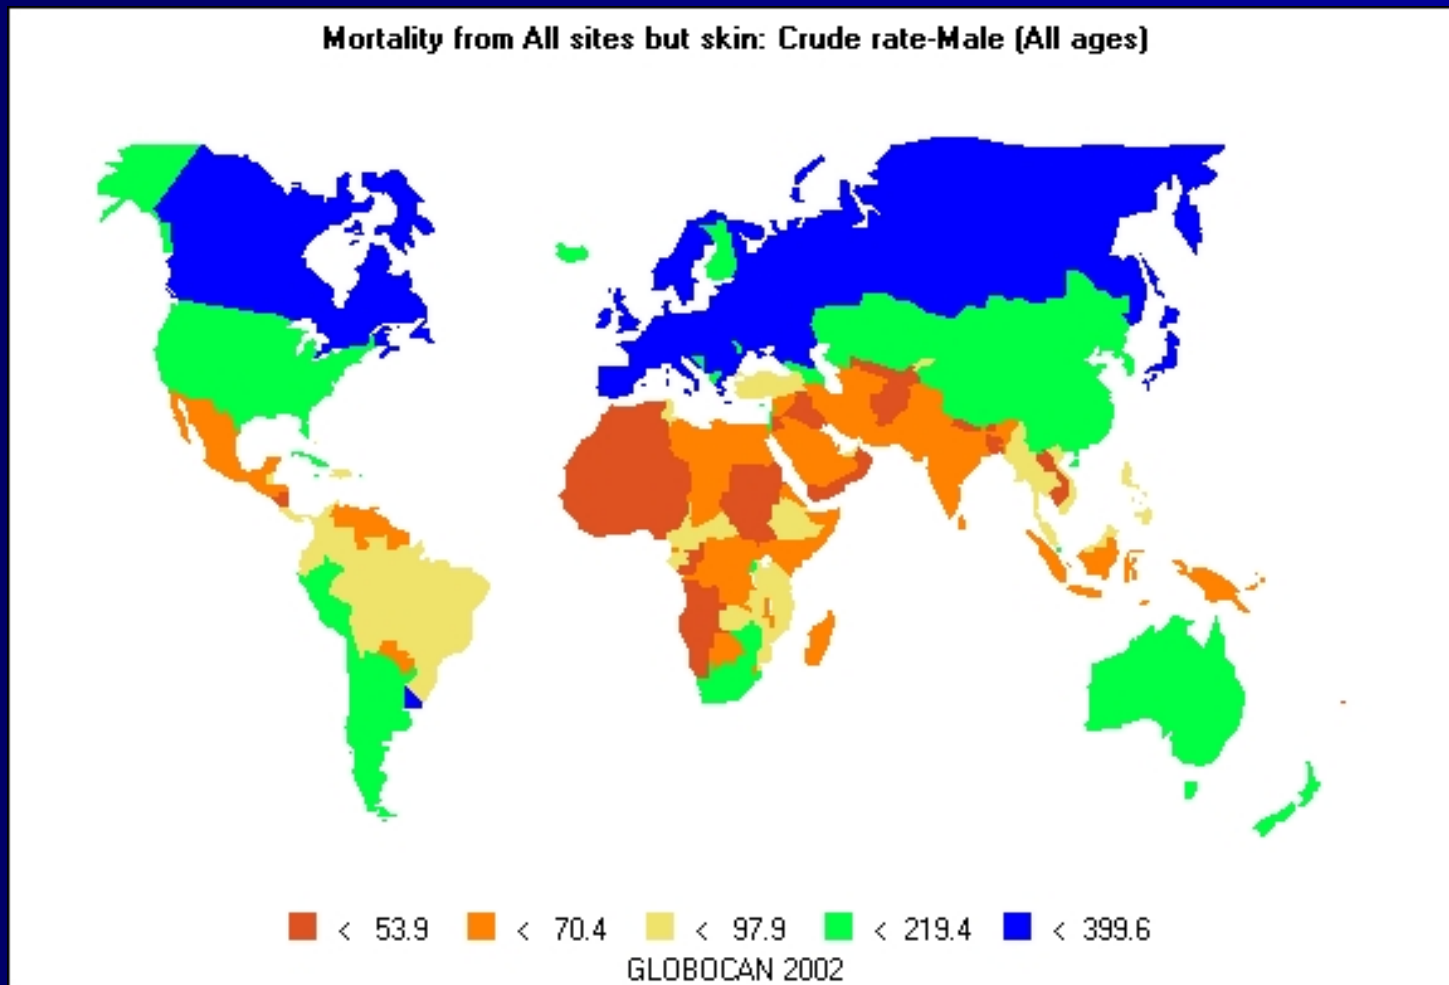 Mortality from All sites but skin: Crude rate-Male (All ages)
< 53.9 < 70.4 < 97.9 < 219.4 < 399.6
GLOBOCAN 2002